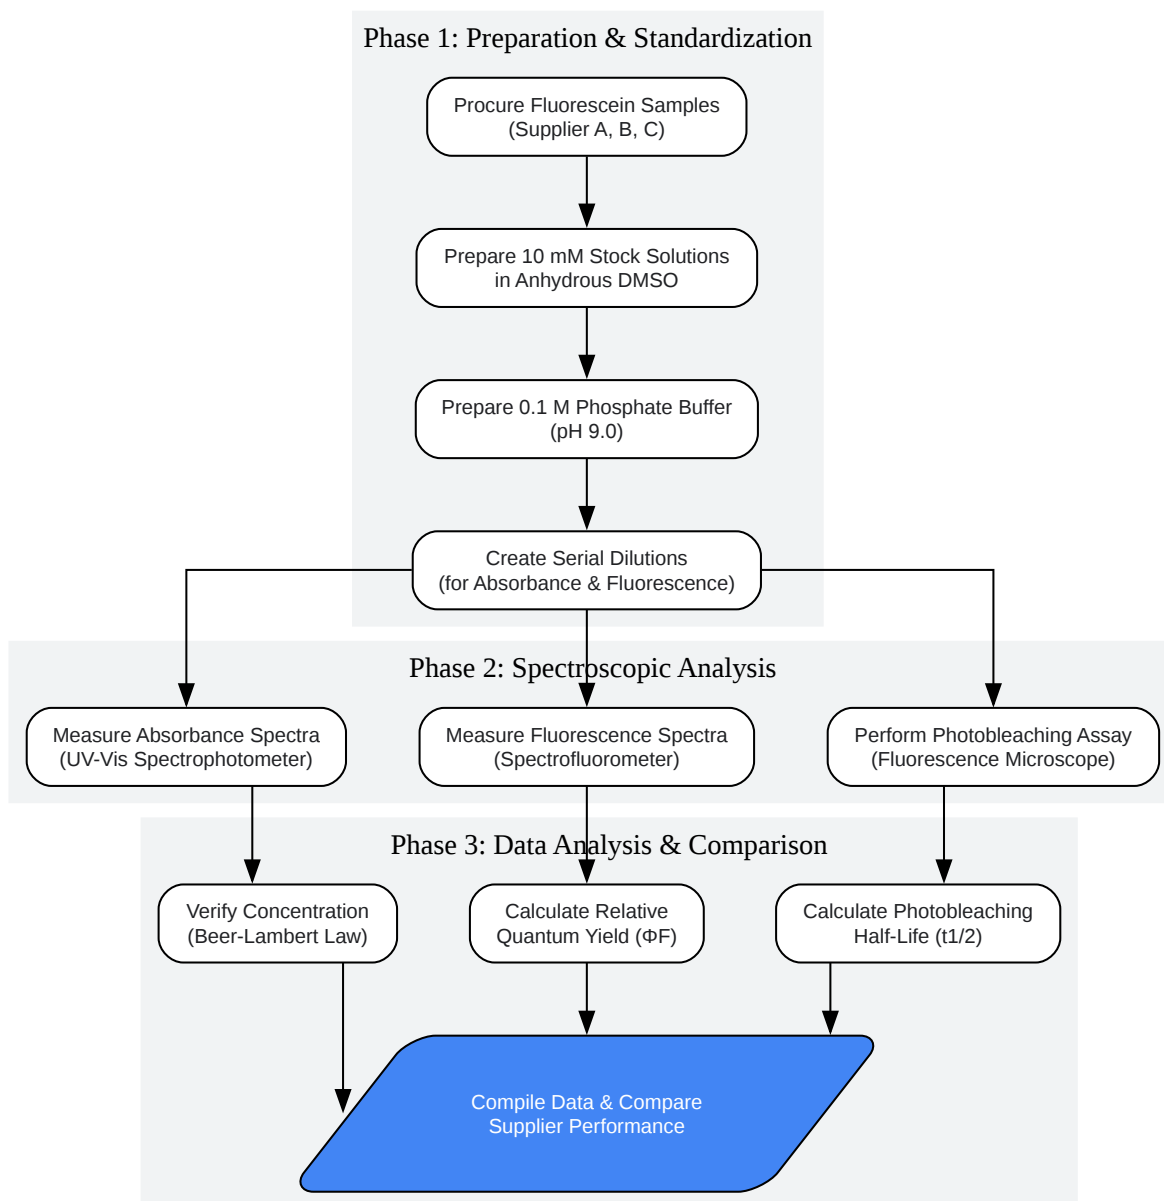 Phase 1: Preparation & Standardization
Procure Fluorescein Samples
(Supplier A, B, C)
Prepare 10 mM Stock Solutions
in Anhydrous DMSO
Prepare 0.1 M Phosphate Buffer
(pH 9.0)
Create Serial Dilutions
(for Absorbance & Fluorescence)
Phase 2: Spectroscopic Analysis
Measure Absorbance Spectra
(UV-Vis Spectrophotometer)
Measure Fluorescence Spectra
(Spectrofluorometer)
Perform Photobleaching Assay
(Fluorescence Microscope)
Phase 3: Data Analysis & Comparison
Verify Concentration
(Beer-Lambert Law)
Calculate Relative
Quantum Yield (ΦF)
Calculate Photobleaching
Half-Life (t1/2)
Compile Data & Compare
Supplier Performance